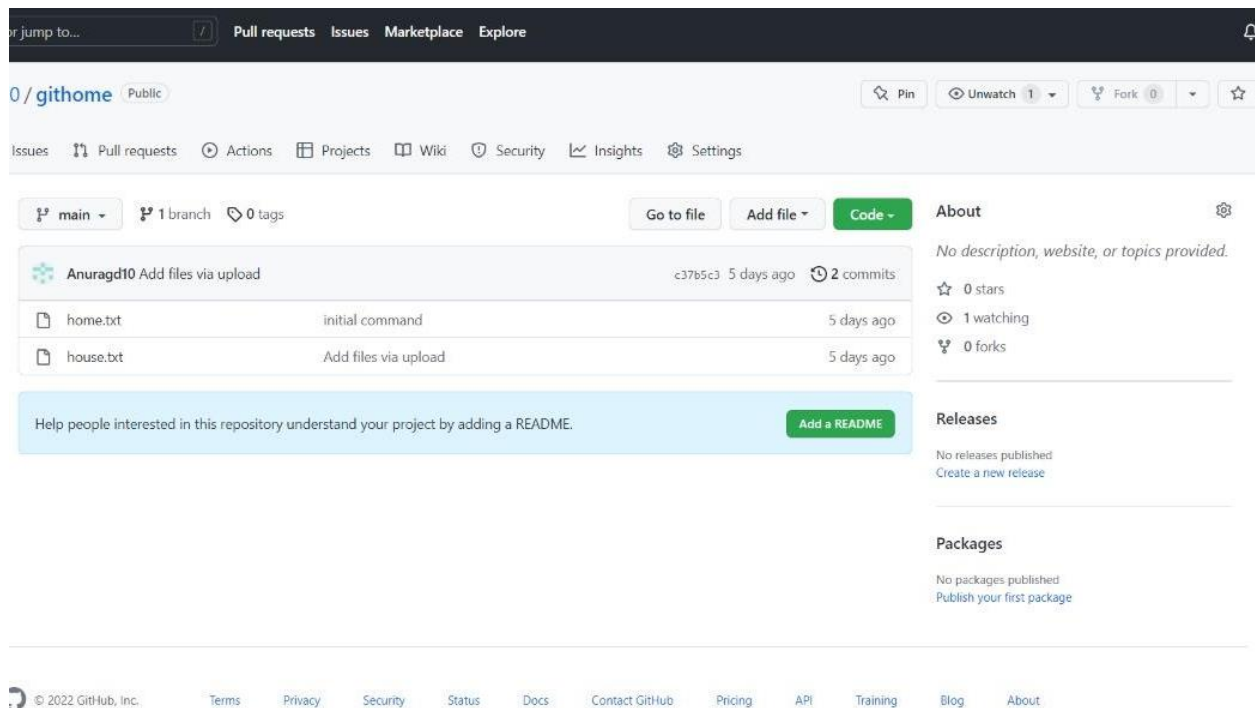 or jump to... / Pull requests Issues Marketplace Explore
0 / githome Public Pin Unwatch 1 Fork 0
Issues Pull requests Actions Projects Wiki Security Insights Settings
main 1 branch 0 tags Go to file Add file Code
Anuragd10 Add files via upload c37b5c3 5 days ago 2 commits
home.txt initial command 5 days ago
house.txt Add files via upload 5 days ago
Help people interested in this repository understand your project by adding a README. Add a README
About
No description, website, or topics provided.
0 stars
1 watching
0 forks
Releases
No releases published
Create a new release
Packages
No packages published
Publish your first package
© 2022 GitHub, Inc. Terms Privacy Security Status Docs Contact GitHub Pricing API Training Blog About